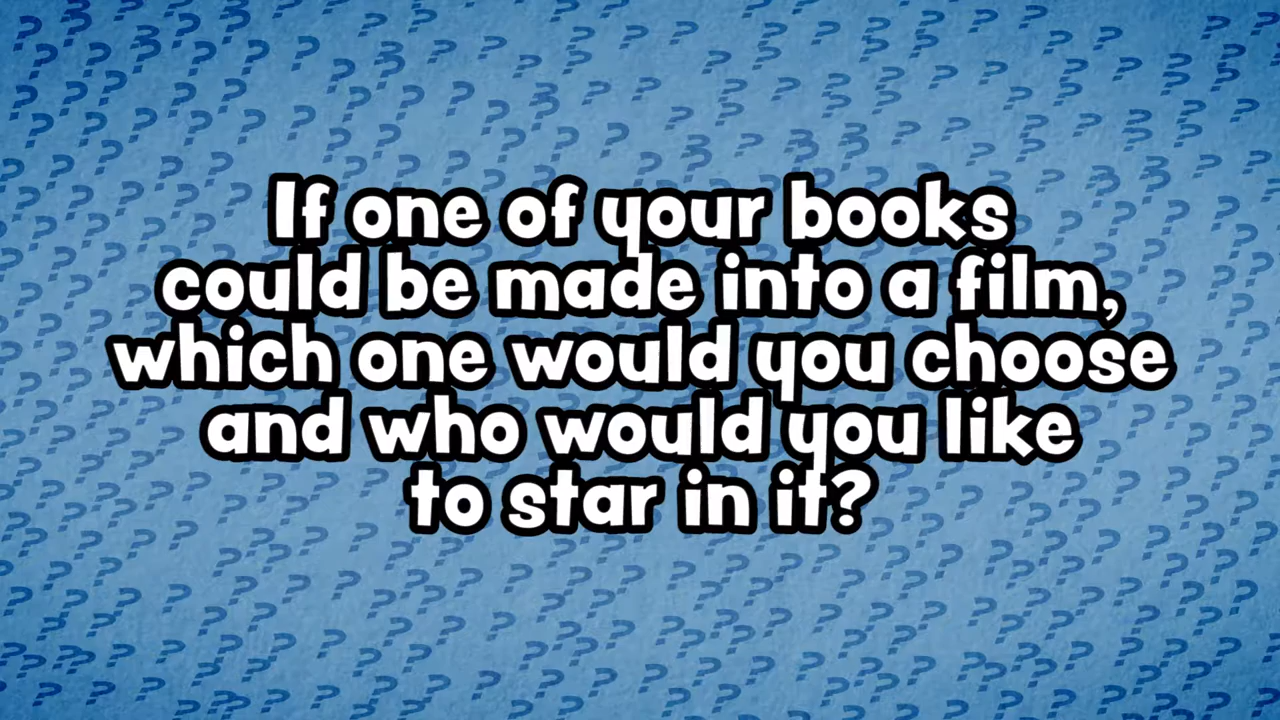 If one of your books
could be made into a film,
which one would you choose
and who would you like
to star in it?